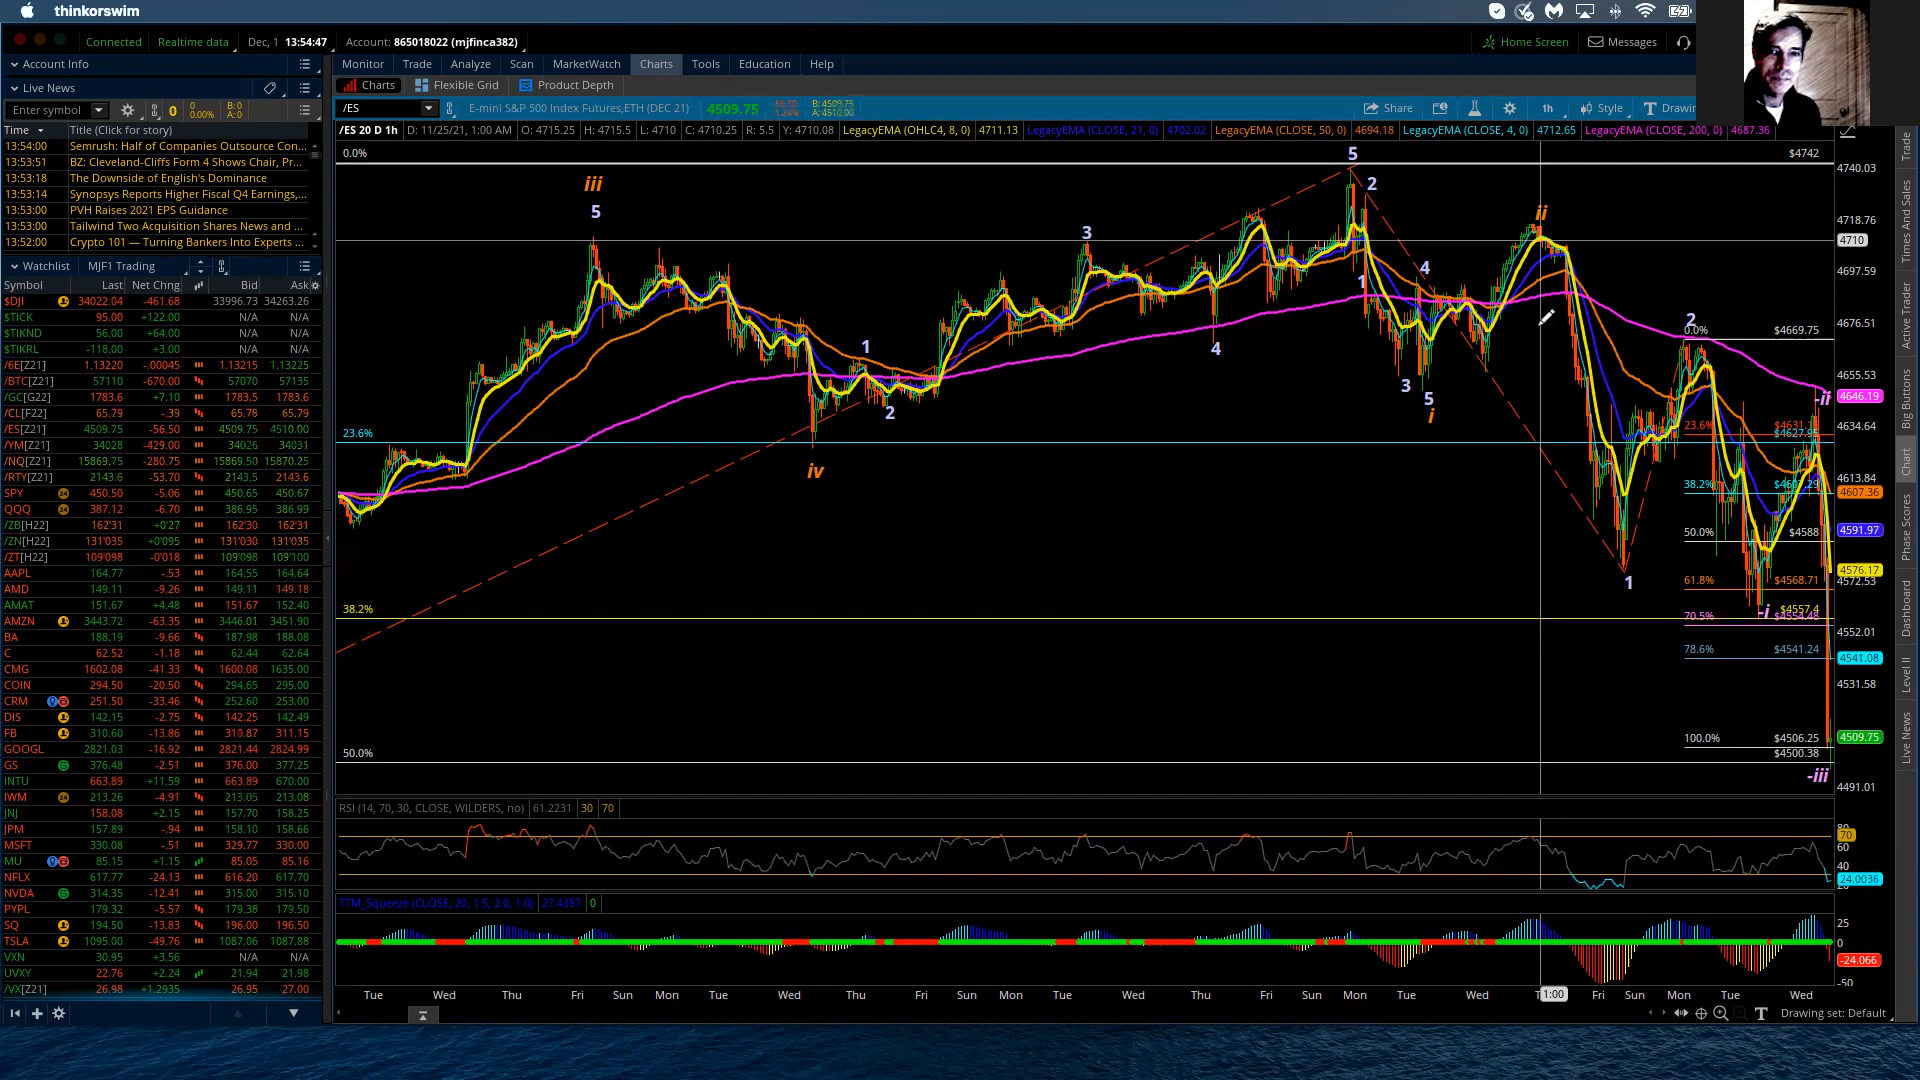 thinkorswim
Connected Realtime data Dec, 1 13:54:47 Account: 865018022 (mjfinca382) Home Screen Messages
Account Info Monitor Trade Analyze Scan MarketWatch Charts Tools Education Help
Live News Charts Flexible Grid Product Depth
Enter symbol 0 0 0.00% B: 0 A: 0 /ES E-mini S&P 500 Index Futures,ETH (DEC 21) 4509.75 -56.50 -1.24% B: 4509.75 A: 4510.00 Share 1h Style Drawin
Time Title (Click for story)
/ES 20 D 1h D: 11/25/21, 1:00 AM O: 4715.25 H: 4715.5 L: 4710 C: 4710.25 R: 5.5 Y: 4710.08 LegacyEMA (OHLC4, 8, 0) 4711.13 LegacyEMA (CLOSE, 21, 0) 4702.02 LegacyEMA (CLOSE, 50, 0) 4694.18 LegacyEMA (CLOSE, 4, 0) 4712.65 LegacyEMA (CLOSE, 200, 0) 4687.36
13:54:00 Semrush: Half of Companies Outsource Con...
13:53:51 BZ: Cleveland-Cliffs Form 4 Shows Chair, Pr...
13:53:18 The Downside of English's Dominance
13:53:14 Synopsys Reports Higher Fiscal Q4 Earnings,...
13:53:00 PVH Raises 2021 EPS Guidance
13:53:00 Tailwind Two Acquisition Shares News and ...
13:52:00 Crypto 101 — Turning Bankers Into Experts ...
Watchlist MJF1 Trading
Symbol Last Net Chng Bid Ask
$DJI 34022.04 -461.68 33996.73 34263.26
$TICK 95.00 +122.00 N/A N/A
$TIKND 56.00 +64.00 N/A N/A
$TIKRL -118.00 +3.00 N/A N/A
/6E[Z21] 1.13220 -.00045 1.13215 1.13225
/BTC[Z21] 57110 -670.00 57070 57135
/GC[G22] 1783.6 +7.10 1783.5 1783.6
/CL[F22] 65.79 -.39 65.78 65.79
/ES[Z21] 4509.75 -56.50 4509.75 4510.00
/YM[Z21] 34028 -429.00 34026 34031
/NQ[Z21] 15869.75 -280.75 15869.50 15870.25
/RTY[Z21] 2143.6 -53.70 2143.5 2143.6
SPY 450.50 -5.06 450.65 450.67
QQQ 387.12 -6.70 386.95 386.99
/ZB[H22] 162'31 +0'27 162'30 162'31
/ZN[H22] 131'035 +0'095 131'030 131'035
/ZT[H22] 109'098 -0'018 109'098 109'100
AAPL 164.77 -.53 164.55 164.64
AMD 149.11 -9.26 149.11 149.18
AMAT 151.67 +4.48 151.67 152.40
AMZN 3443.72 -63.35 3446.01 3451.90
BA 188.19 -9.66 187.98 188.08
C 62.52 -1.18 62.44 62.64
CMG 1602.08 -41.33 1600.08 1635.00
COIN 294.50 -20.50 294.65 295.00
CRM 251.50 -33.46 252.60 253.00
DIS 142.15 -2.75 142.25 142.49
FB 310.60 -13.86 310.87 311.15
GOOGL 2821.03 -16.92 2821.44 2824.99
GS 376.48 -2.51 376.25 377.25
INTU 663.89 +11.59 663.89 670.00
IWM 213.26 -4.91 213.05 213.08
JNJ 158.08 +2.15 157.70 158.25
JPM 157.89 -.94 158.10 158.66
MSFT 330.08 -.51 329.77 330.00
MU 85.15 +1.15 85.05 85.16
NFLX 617.77 -24.13 616.20 617.70
NVDA 314.35 -12.41 315.00 315.10
PYPL 179.32 -5.57 179.38 179.50
SQ 194.50 -13.83 196.00 196.50
TSLA 1095.00 -49.76 1087.06 1087.88
VXN 30.95 +3.56 N/A N/A
UVXY 22.76 +2.24 21.94 21.98
/VX[Z21] 26.98 +1.2935 26.95 27.00
0.0% 5 $4742
4740.03
iii 2
5 ii 4718.76
3 4710
4 4697.59
1
2 4676.51
0.0% $4669.75
1 4
4655.53
3 5 -ii 4646.19
2 i
23.6% 23.6% 4634.64
iv 38.2% 4613.84
4607.36
50.0% $4588 4591.97
4576.17
1 61.8% $4568.71 4572.53
38.2% -i $4557.4
70.5% $4554.48
4552.01
78.6% $4541.24 4541.08
4531.58
100.0% $4506.25 4509.75
50.0% $4500.38
-iii 4491.01
RSI (14, 70, 30, CLOSE, WILDERS, no) 61.2231 30 70
70
60
40
24.0036
TTM_Squeeze (CLOSE, 20, 1.5, 2.0, 1.0) 27.4357 0
25
0
-24.066
-50
Tue Wed Thu Fri Sun Mon Tue Wed Thu Fri Sun Mon Tue Wed Thu Fri Sun Mon Tue Wed 1:00 Fri Sun Mon Tue Wed
Drawing set: Default
Trade
Times And Sales
Active Trader
Big Buttons
Chart
Phase Scores
Dashboard
Level II
Live News